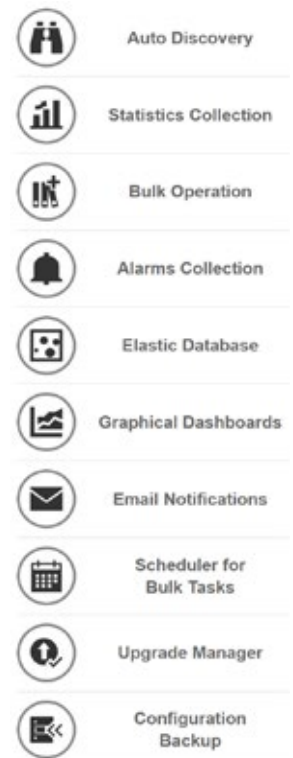 Auto Discovery
Statistics Collection
Bulk Operation
Alarms Collection
Elastic Database
Graphical Dashboards
Email Notifications
Scheduler for
Bulk Tasks
Upgrade Manager
Configuration
Backup